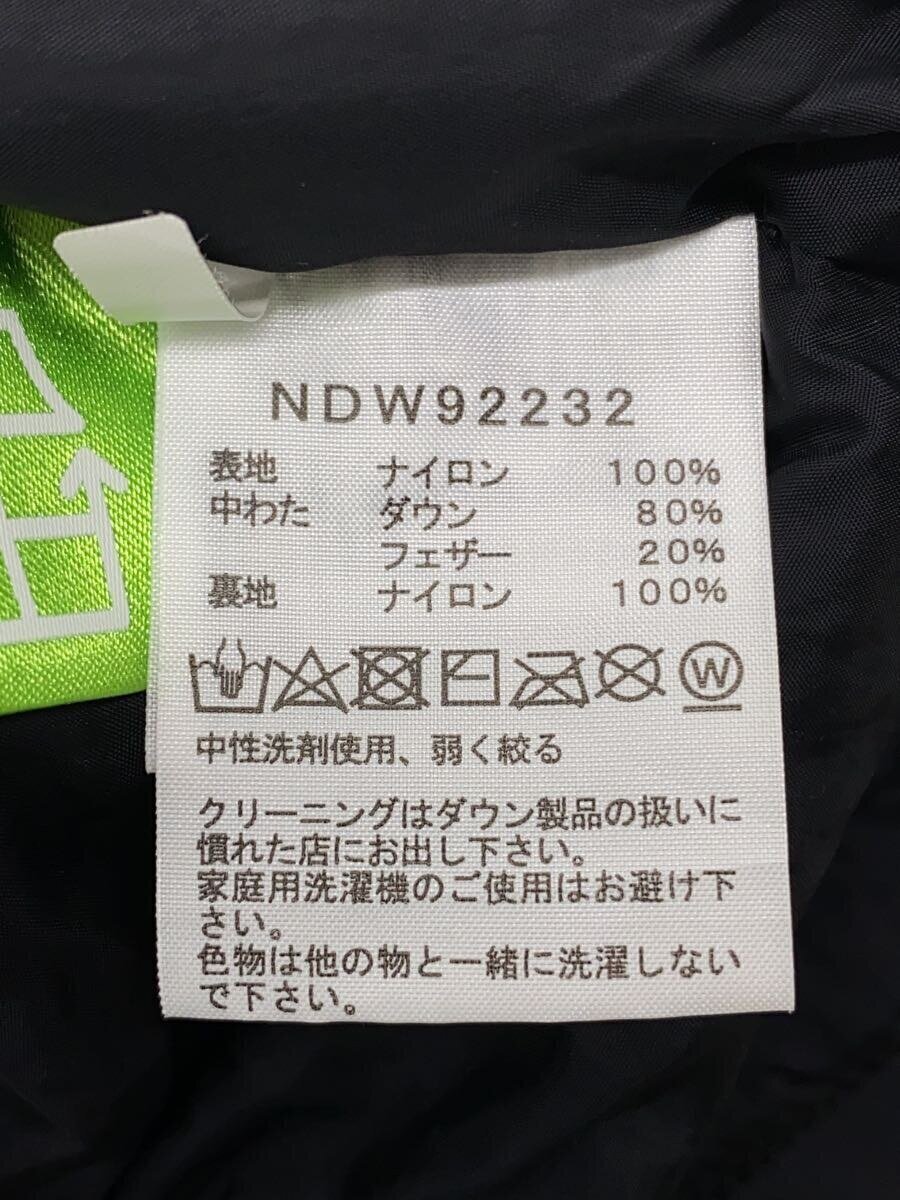 NDW92232
表地 ナイロン 100%
中わた ダウン 80%
フェザー 20%
裏地 ナイロン 100%
W
中性洗剤使用、弱く絞る
クリーニングはダウン製品の扱いに
慣れた店にお出し下さい。
家庭用洗濯機のご使用はお避け下
さい。
色物は他の物と一緒に洗濯しない
で下さい。